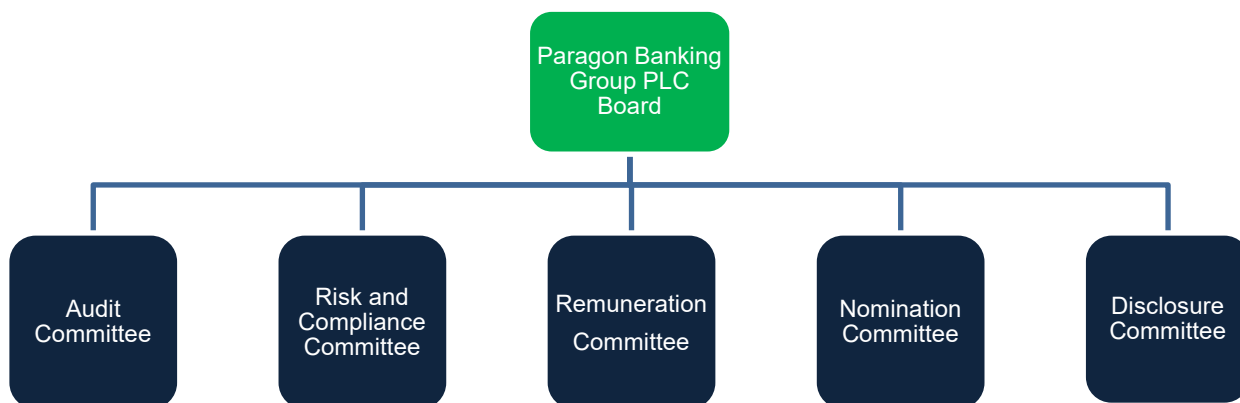 Paragon Banking
Group PLC
Board
Audit
Committee
Risk and
Compliance
Committee
Remuneration
Committee
Nomination
Committee
Disclosure
Committee